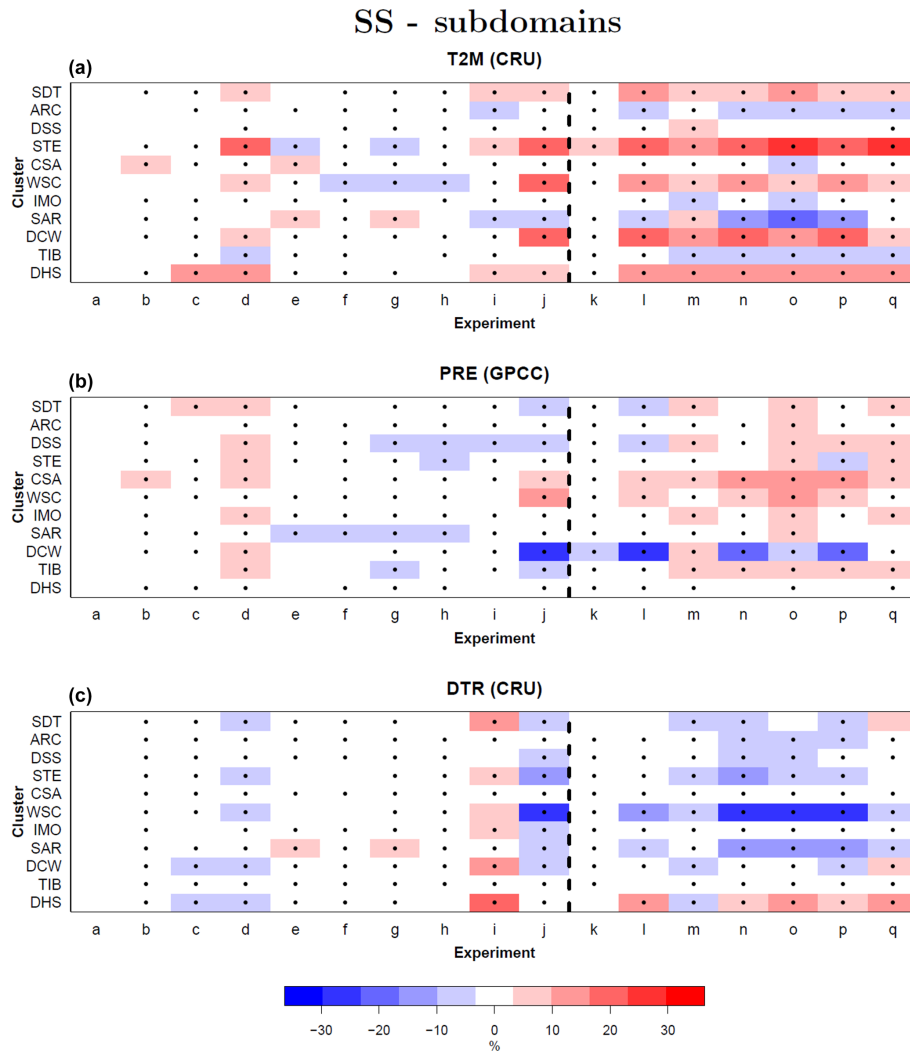 SS - subdomains
(a)
T2M (CRU)
Cluster
SDT
ARC
DSS
STE
CSA
WSC
IMO
SAR
DCW
TIB
DHS
a b c d e f g h i j k l m n o p q
Experiment
(b)
PRE (GPCC)
Cluster
SDT
ARC
DSS
STE
CSA
WSC
IMO
SAR
DCW
TIB
DHS
a b c d e f g h i j k l m n o p q
Experiment
(c)
DTR (CRU)
Cluster
SDT
ARC
DSS
STE
CSA
WSC
IMO
SAR
DCW
TIB
DHS
a b c d e f g h i j k l m n o p q
Experiment
−30 −20 −10 0 10 20 30
%